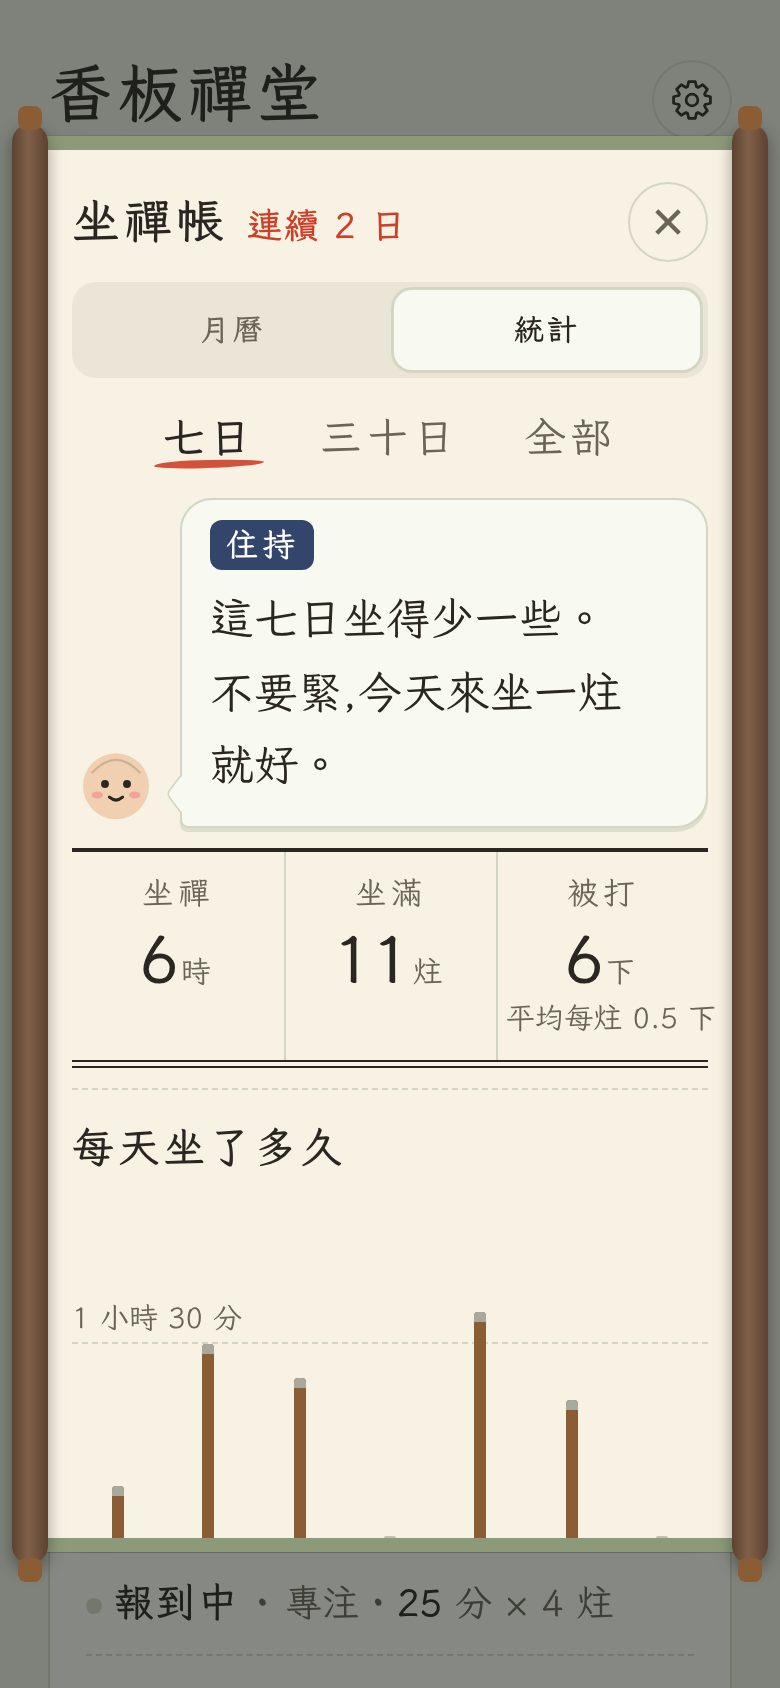 香板禪堂
坐禪帳 連續 2 日
月曆 統計
七日 三十日 全部
住持
這七日坐得少一些。
不要緊,今天來坐一炷
就好。
坐禪 坐滿 被打
6時 11炷 6下
平均每炷 0.5 下
每天坐了多久
1 小時 30 分
報到中 · 專注 · 25 分 × 4 炷